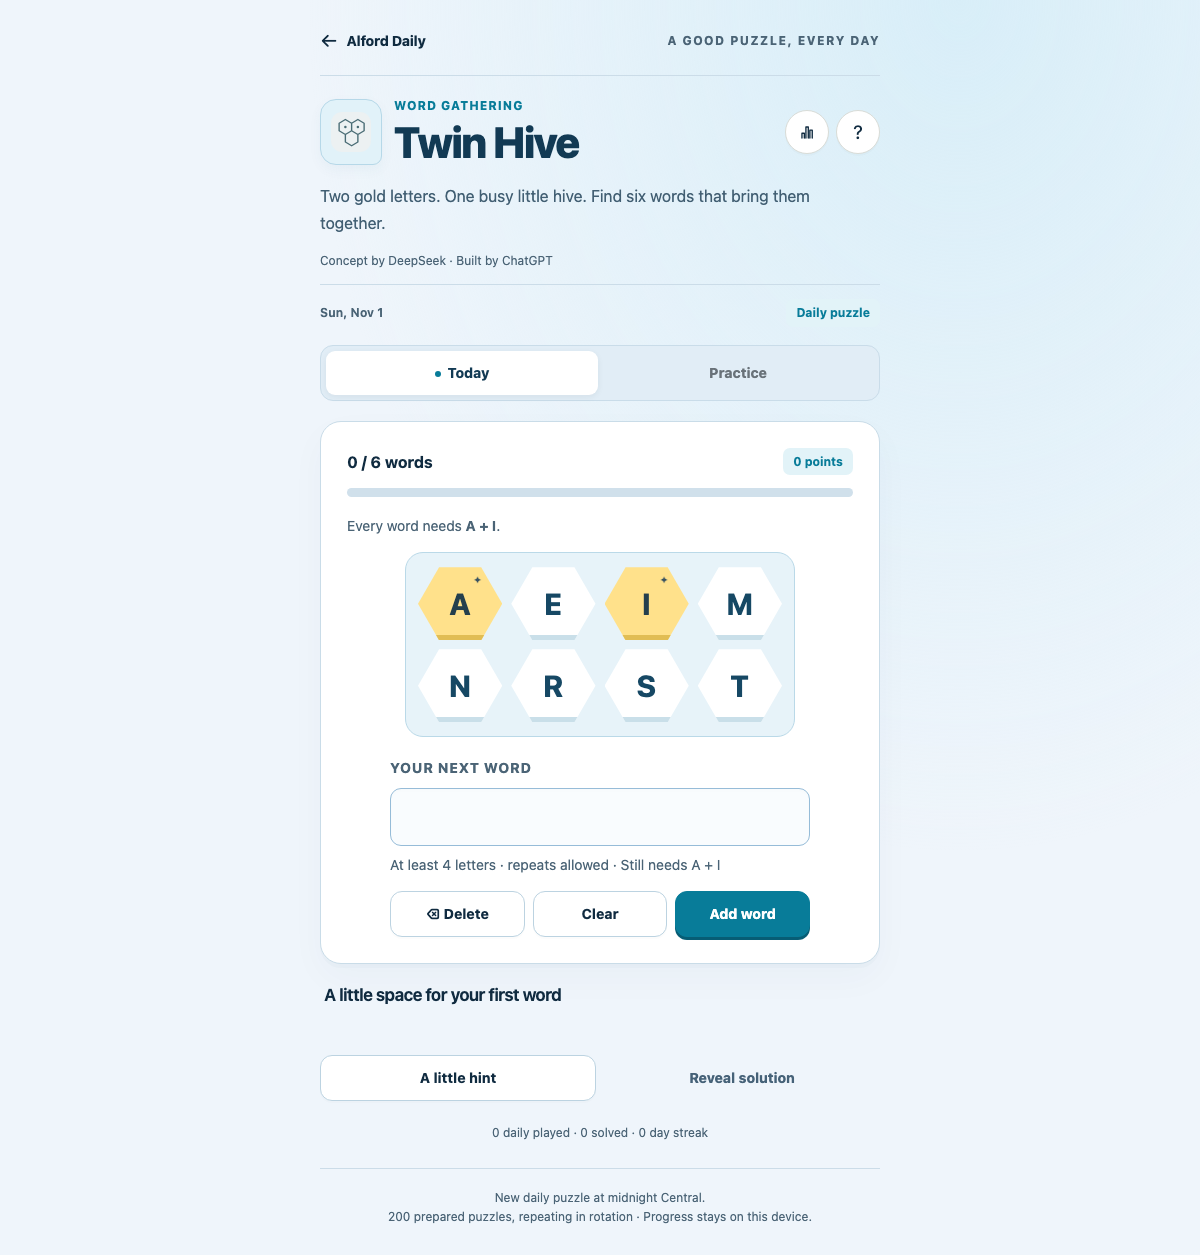 ← Alford Daily
A GOOD PUZZLE, EVERY DAY
WORD GATHERING
Twin Hive
?
Two gold letters. One busy little hive. Find six words that bring them
together.
Concept by DeepSeek · Built by ChatGPT
Sun, Nov 1
Daily puzzle
Today
Practice
0 / 6 words
0 points
Every word needs A + I.
A E I M
N R S T
YOUR NEXT WORD
At least 4 letters · repeats allowed · Still needs A + I
⌫ Delete
Clear
Add word
A little space for your first word
A little hint
Reveal solution
0 daily played · 0 solved · 0 day streak
New daily puzzle at midnight Central.
200 prepared puzzles, repeating in rotation · Progress stays on this device.